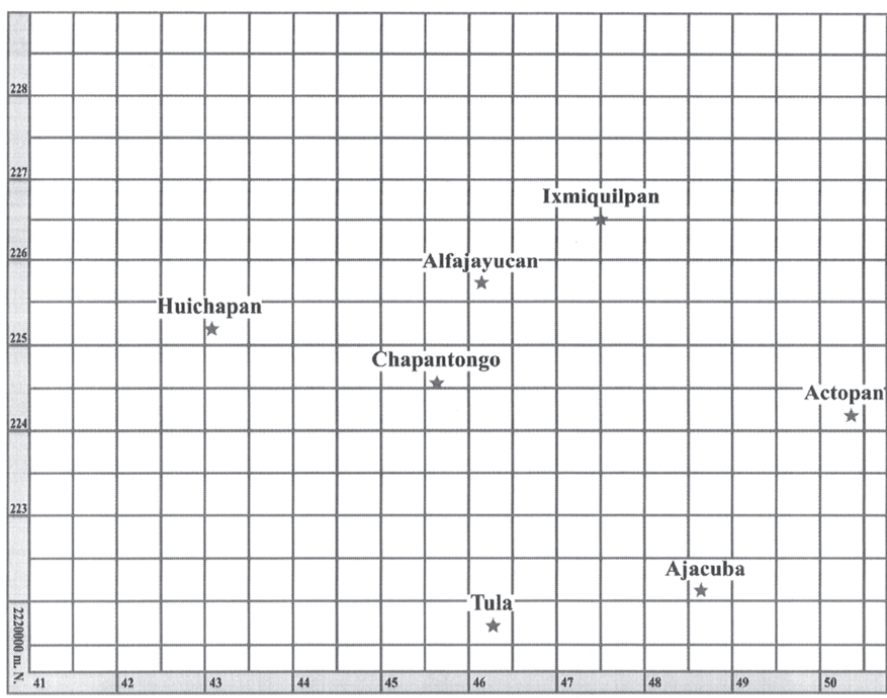 228
227
Ixmiquilpan
226
Alfajayucan
Huichapan
225
Chapantongo
Actopan
224
223
Ajacuba
Tula
2220000 m. N.
41 42 43 44 45 46 47 48 49 50